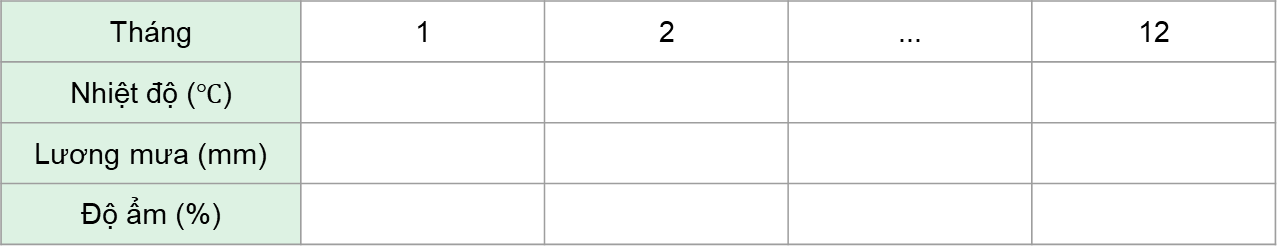 Tháng 1 2 ... 12
Nhiệt độ (℃)
Lương mưa (mm)
Độ ẩm (%)